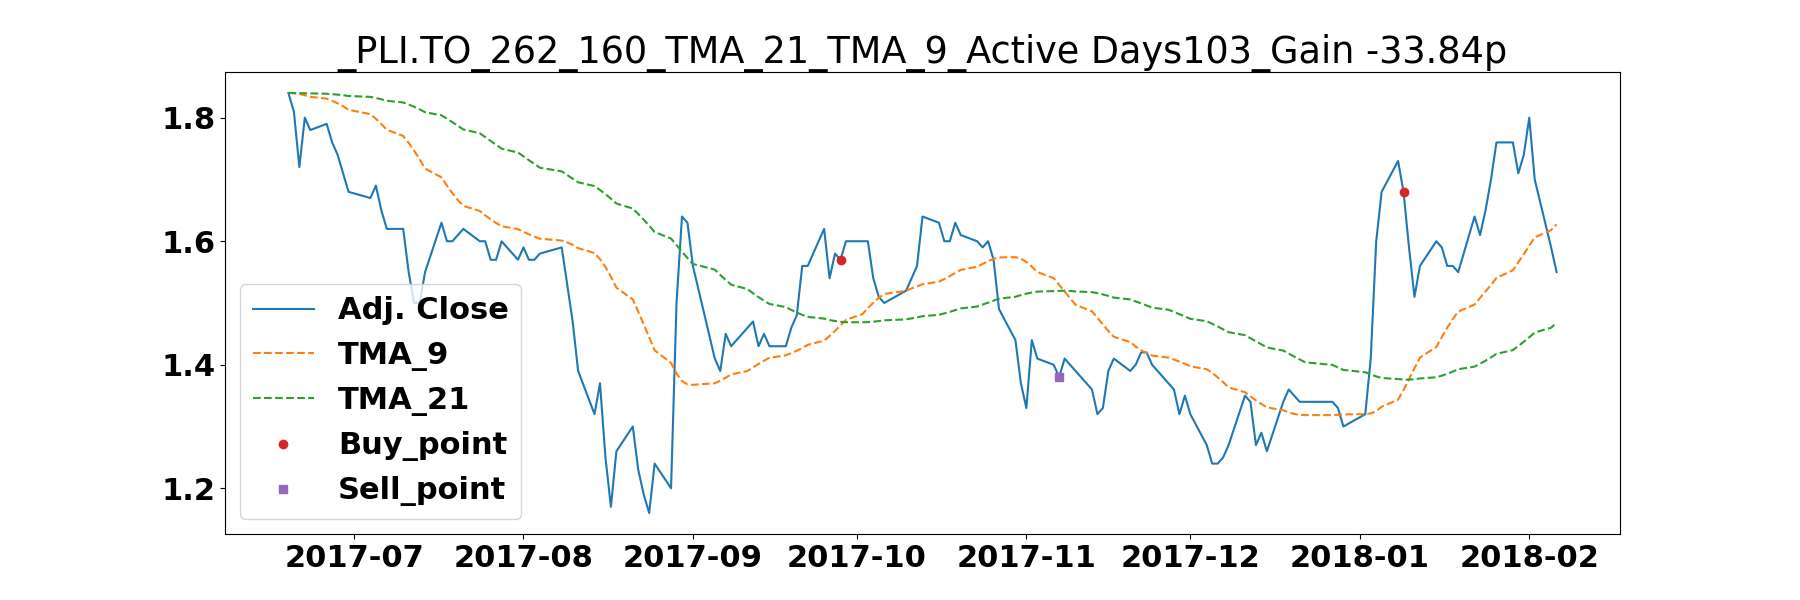 _PLI.TO_262_160_TMA_21_TMA_9_Active Days103_Gain -33.84p
1.8
1.6
1.4
1.2
Adj. Close
TMA_9
TMA_21
Buy_point
Sell_point
2017-07 2017-08 2017-09 2017-10 2017-11 2017-12 2018-01 2018-02